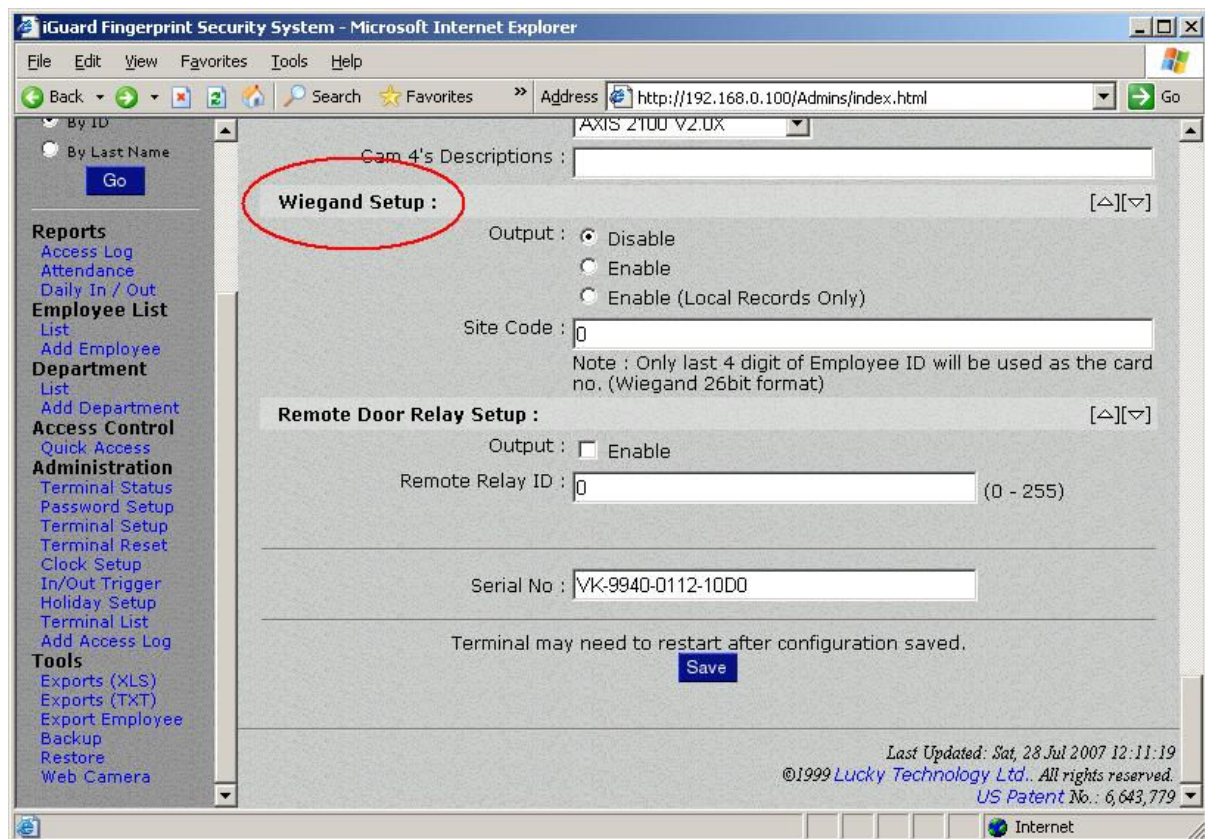 iGuard Fingerprint Security System - Microsoft Internet Explorer
File Edit View Favorites Tools Help
Back Search Favorites » Address http://192.168.0.100/Admins/index.html Go
By ID
By Last Name
Go
Reports
Access Log
Attendance
Daily In / Out
Employee List
List
Add Employee
Department
List
Add Department
Access Control
Quick Access
Administration
Terminal Status
Password Setup
Terminal Setup
Terminal Reset
Clock Setup
In/Out Trigger
Holiday Setup
Terminal List
Add Access Log
Tools
Exports (XLS)
Exports (TXT)
Export Employee
Backup
Restore
Web Camera
AXIS 2100 V2.0X
Cam 4's Descriptions :
Wiegand Setup : [△][▽]
Output : Disable
Enable
Enable (Local Records Only)
Site Code : 0
Note : Only last 4 digit of Employee ID will be used as the card
no. (Wiegand 26bit format)
Remote Door Relay Setup : [△][▽]
Output : Enable
Remote Relay ID : 0 (0 - 255)
Serial No : VK-9940-0112-10D0
Terminal may need to restart after configuration saved.
Save
Last Updated: Sat, 28 Jul 2007 12:11:19
©1999 Lucky Technology Ltd.. All rights reserved.
US Patent No.: 6,643,779
Internet